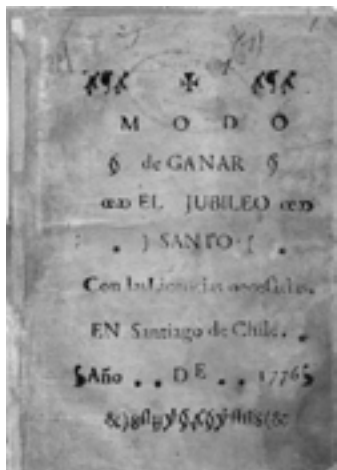 MODO
de GANAR
EL JUBILEO
SANTO
Con las Licencias necesarias.
EN Santiago de Chile.
Año . . DE . . 1776